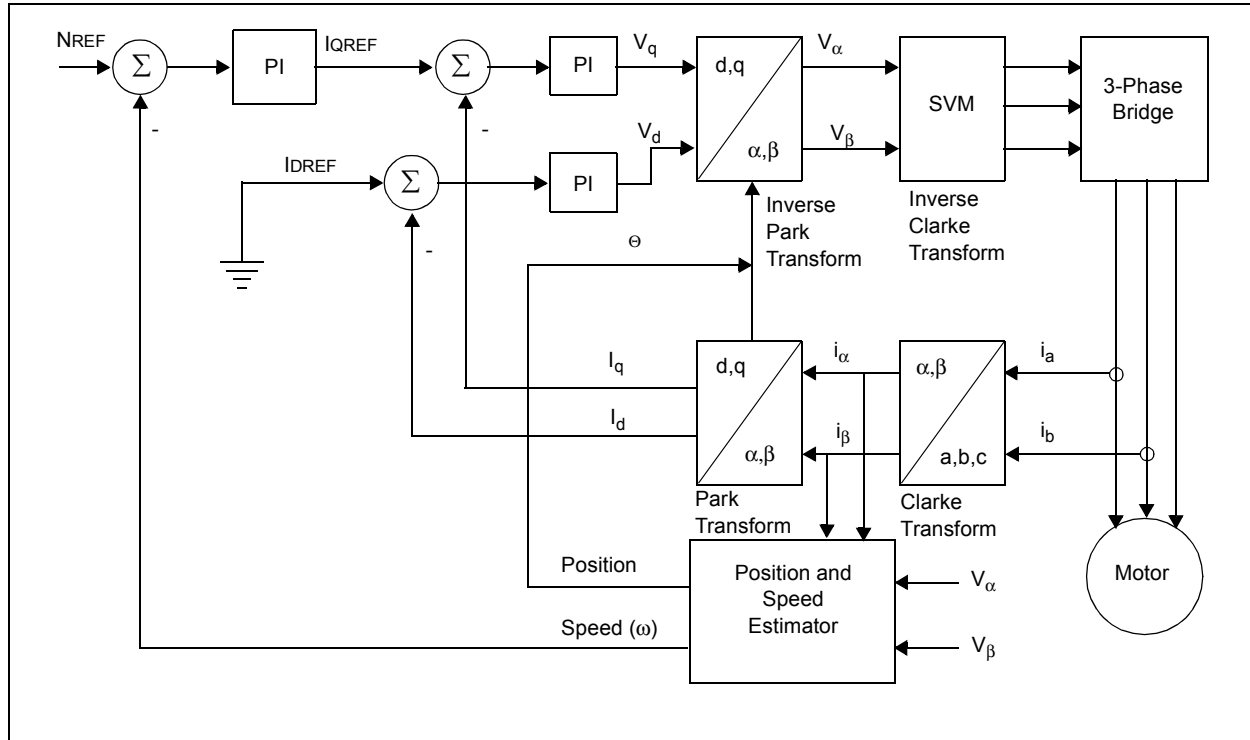 NREF
Σ
PI
IQREF
Σ
PI
Vq
d,q
α,β
Vα
Vβ
SVM
3-Phase
Bridge
-
-
IDREF
Σ
PI
Vd
-
Inverse
Park
Transform
Inverse
Clarke
Transform
Θ
Iq
Id
d,q
α,β
iα
iβ
α,β
a,b,c
ia
ib
Park
Transform
Clarke
Transform
Position
Speed (ω)
Position and
Speed
Estimator
Vα
Vβ
Motor